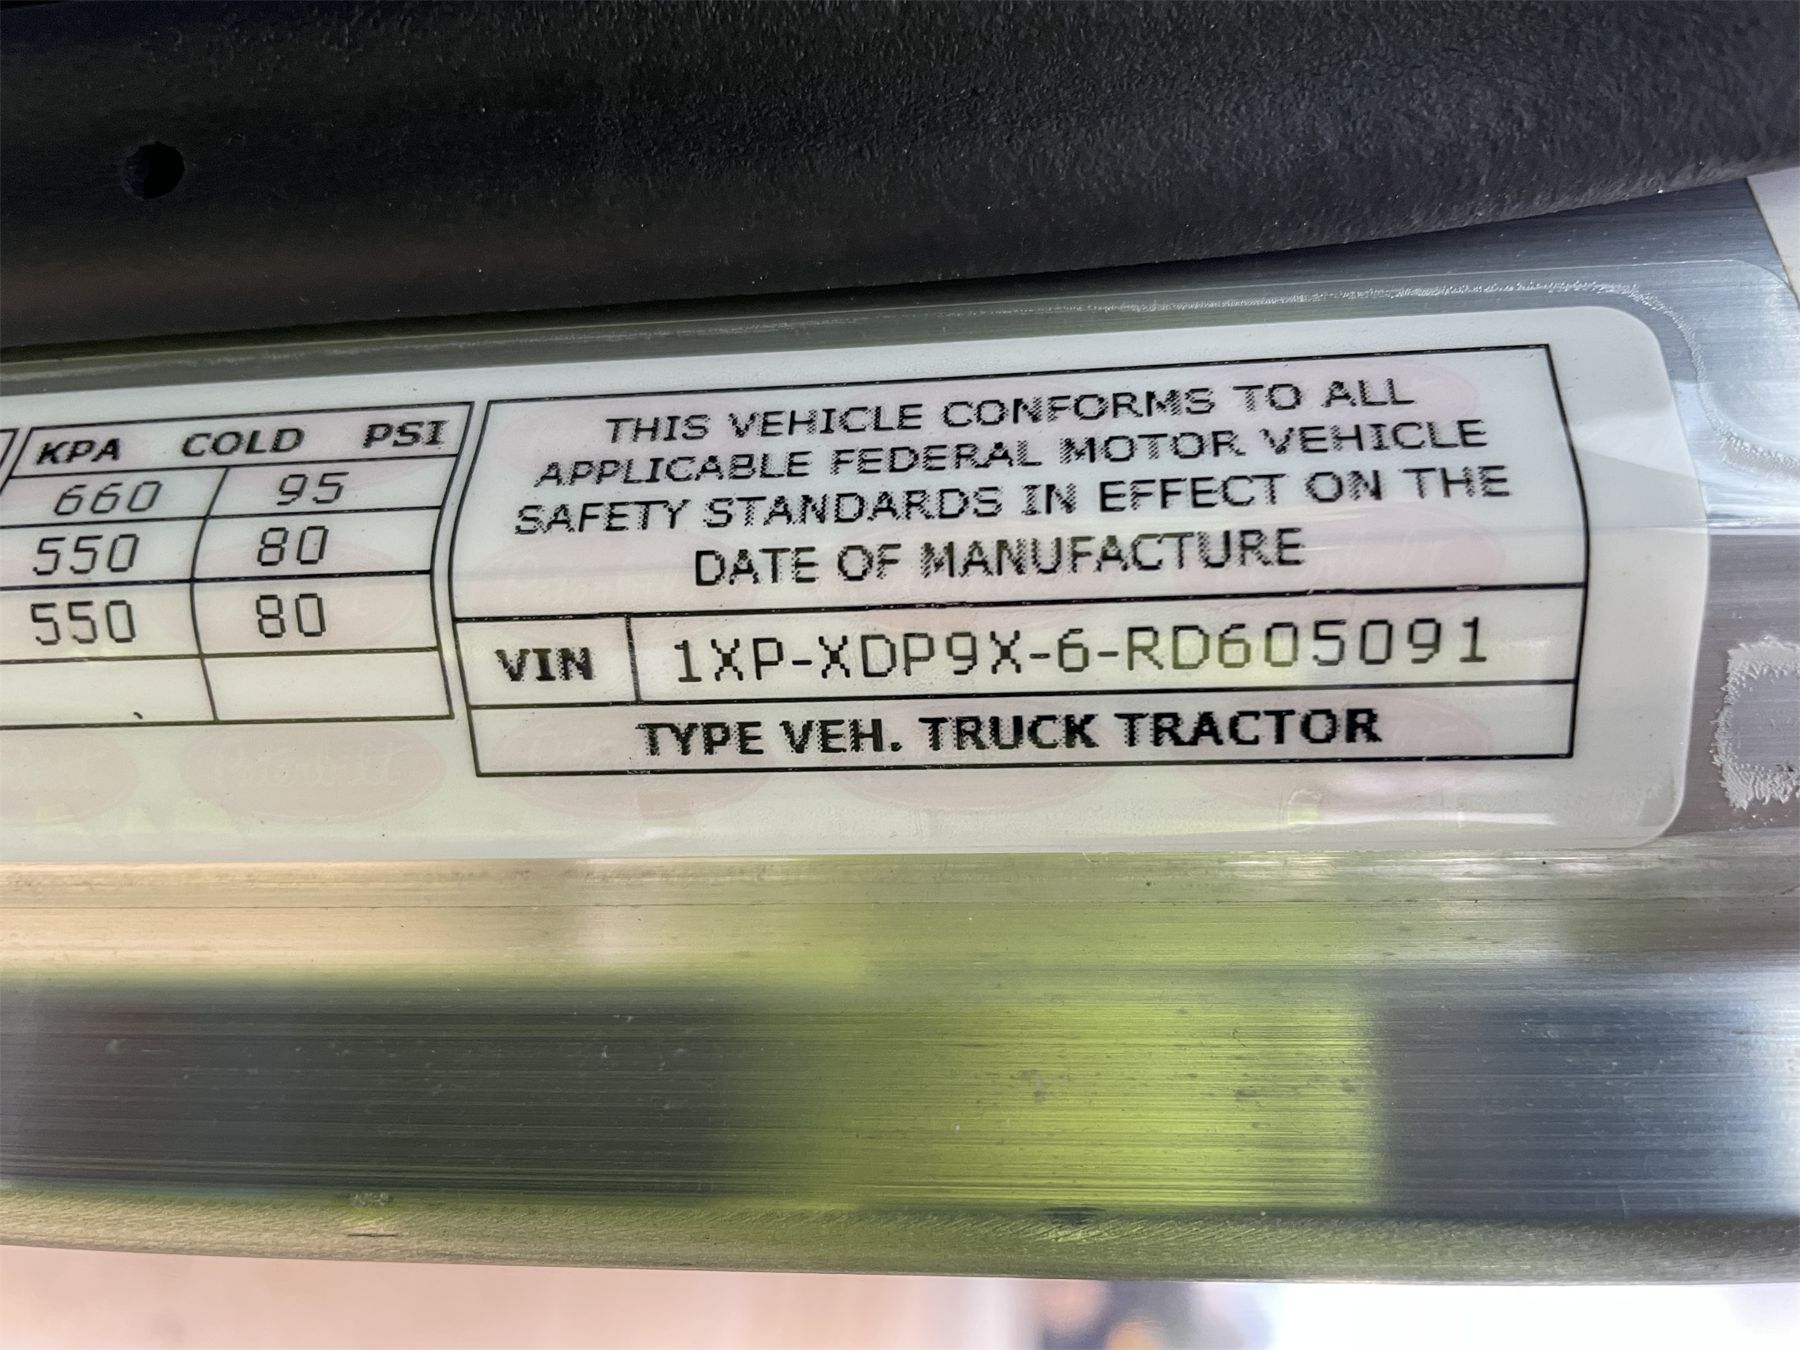 KPA COLD PSI
660 95
550 80
550 80
THIS VEHICLE CONFORMS TO ALL
APPLICABLE FEDERAL MOTOR VEHICLE
SAFETY STANDARDS IN EFFECT ON THE
DATE OF MANUFACTURE
VIN 1XP-XDP9X-6-RD605091
TYPE VEH. TRUCK TRACTOR
Peterbilt